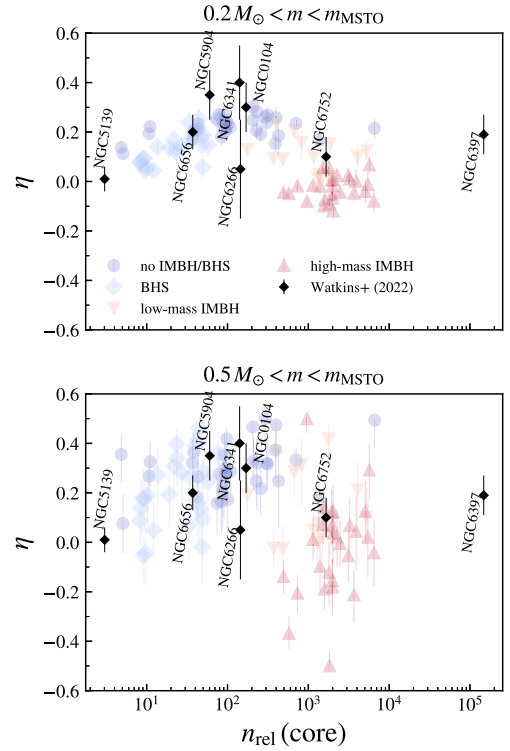 0.2 M⊙ < m < mMSTO
0.6
0.4
0.2
0.0
−0.2
−0.4
−0.6
η
NGC5139
NGC6656
NGC5904
NGC6341
NGC6266
NGC0104
NGC6752
NGC6397
no IMBH/BHS
BHS
low-mass IMBH
high-mass IMBH
Watkins+ (2022)
0.5 M⊙ < m < mMSTO
0.6
0.4
0.2
0.0
−0.2
−0.4
−0.6
η
NGC5139
NGC6656
NGC5904
NGC6341
NGC6266
NGC0104
NGC6752
NGC6397
10¹ 10² 10³ 10⁴ 10⁵
nrel (core)